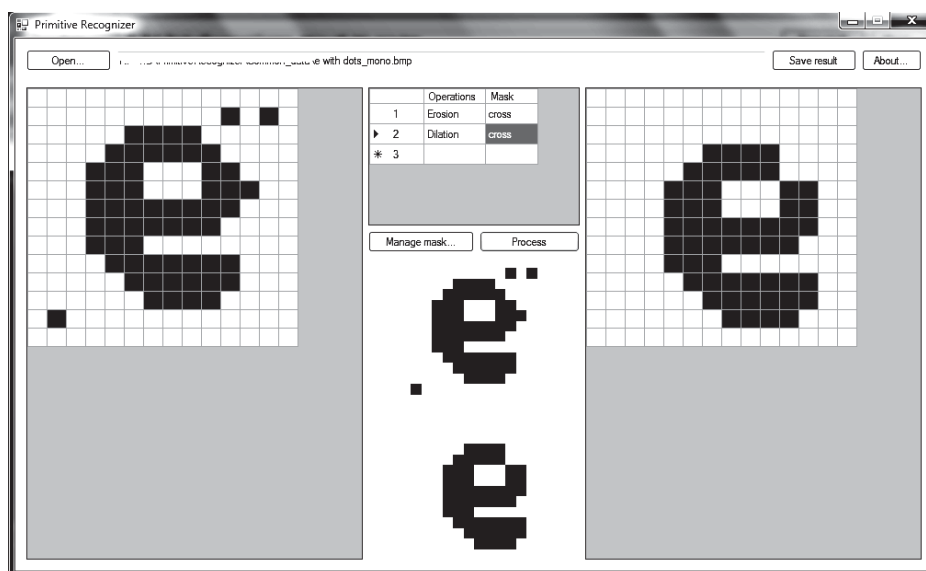 Primitive Recognizer
Open... with dots_mono.bmp Save result About...
Operations Mask
1 Erosion cross
2 Dilation cross
3
Manage mask... Process